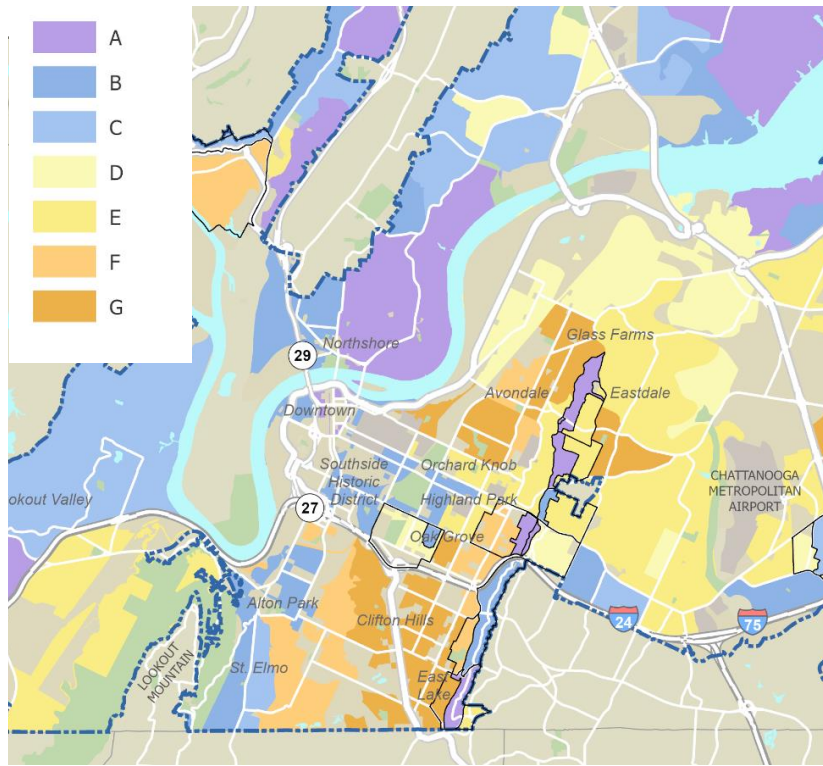 A
B
C
D
E
F
G
29
Northshore
Glass Farms
Avondale
Eastdale
Downtown
Southside
Historic
District
Orchard Knob
Highland Park
ookout Valley
CHATTANOOGA
METROPOLITAN
AIRPORT
27
Oak Grove
Alton Park
Clifton Hills
24
75
St. Elmo
LOOKOUT
MOUNTAIN
East
Lake